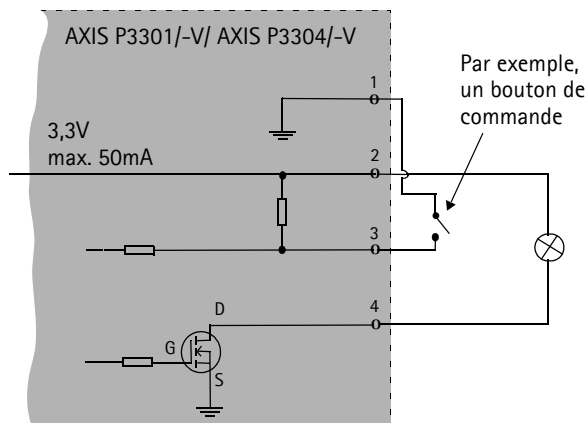 AXIS P3301/-V/ AXIS P3304/-V
Par exemple,
un bouton de
commande
1
3,3V
max. 50mA
2
3
4
D
G
S